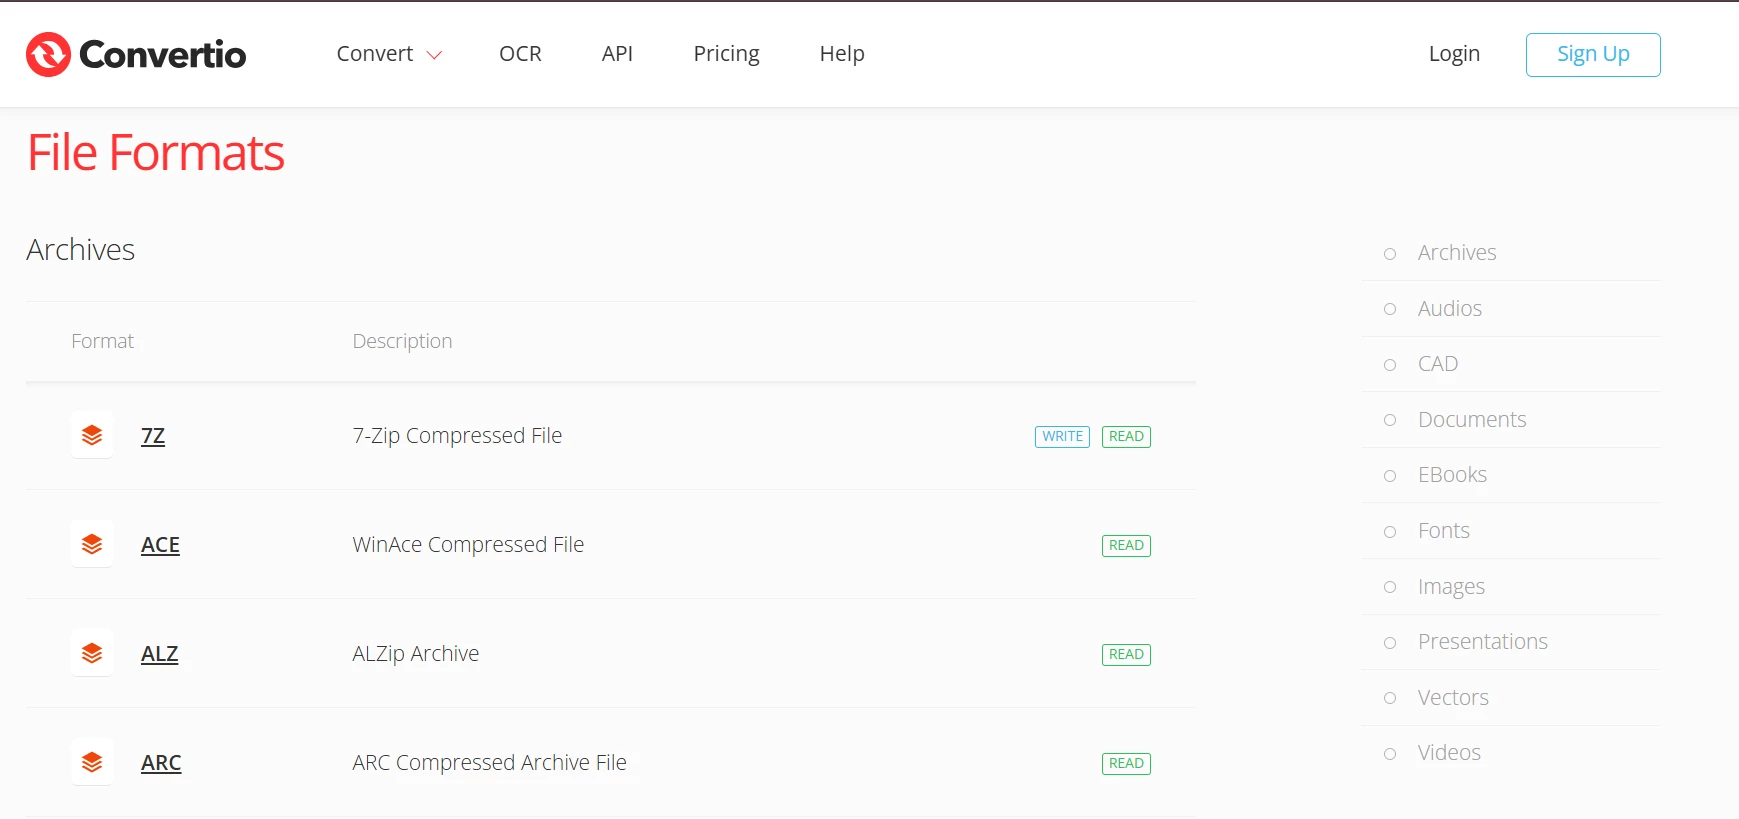 Convertio Convert OCR API Pricing Help Login Sign Up
File Formats
Archives
Format Description
7Z 7-Zip Compressed File WRITE READ
ACE WinAce Compressed File READ
ALZ ALZip Archive READ
ARC ARC Compressed Archive File READ
Archives
Audios
CAD
Documents
EBooks
Fonts
Images
Presentations
Vectors
Videos